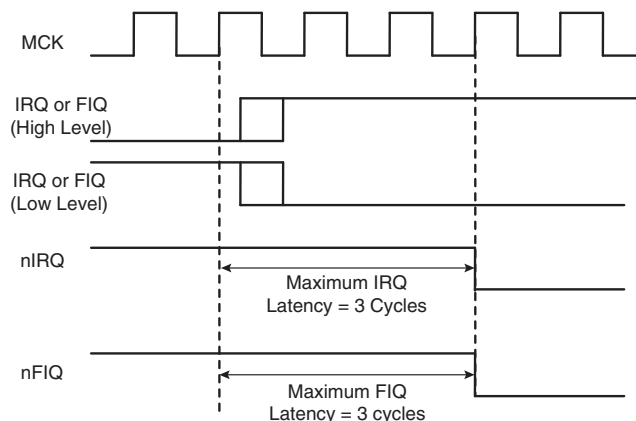 MCK
IRQ or FIQ
(High Level)
IRQ or FIQ
(Low Level)
nIRQ
Maximum IRQ
Latency = 3 Cycles
nFIQ
Maximum FIQ
Latency = 3 cycles